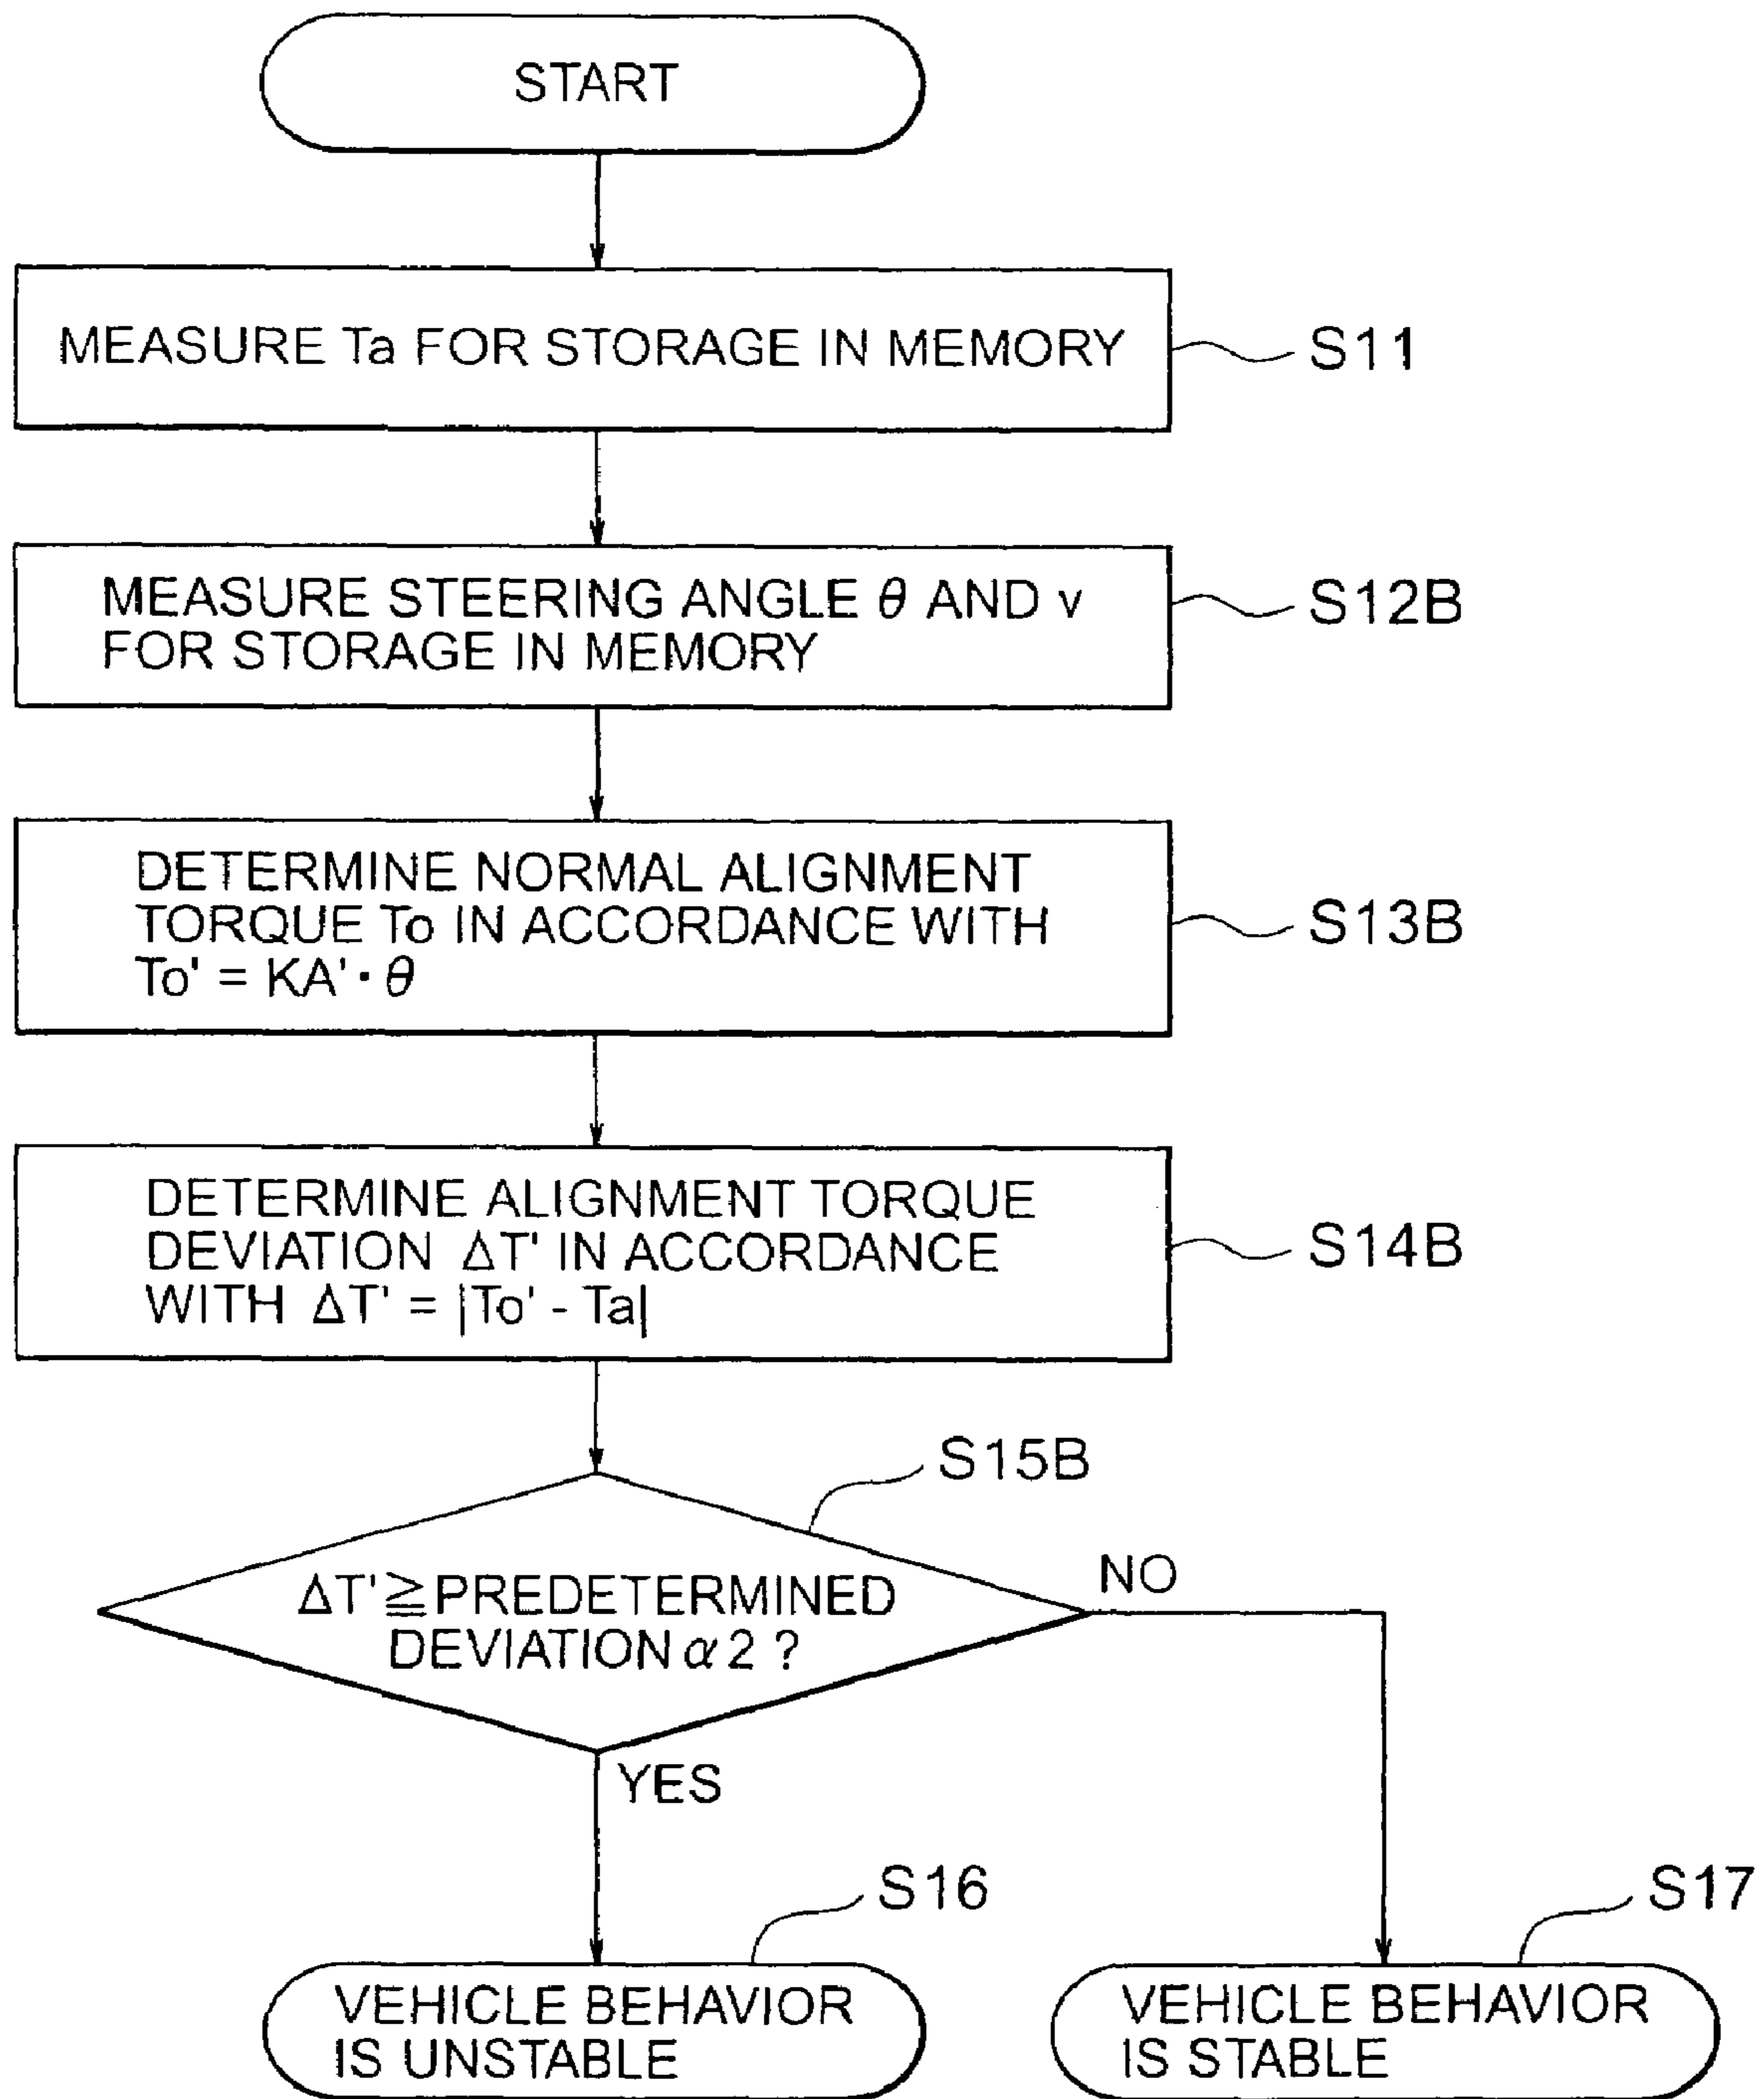 START
MEASURE Ta FOR STORAGE IN MEMORY
S11
MEASURE STEERING ANGLE θ AND v
FOR STORAGE IN MEMORY
S12B
DETERMINE NORMAL ALIGNMENT
TORQUE To IN ACCORDANCE WITH
To' = KA'・θ
S13B
DETERMINE ALIGNMENT TORQUE
DEVIATION ΔT' IN ACCORDANCE
WITH ΔT' = |To' - Ta|
S14B
S15B
ΔT' ≧ PREDETERMINED
DEVIATION α2 ?
NO
YES
S16
S17
VEHICLE BEHAVIOR
IS UNSTABLE
VEHICLE BEHAVIOR
IS STABLE